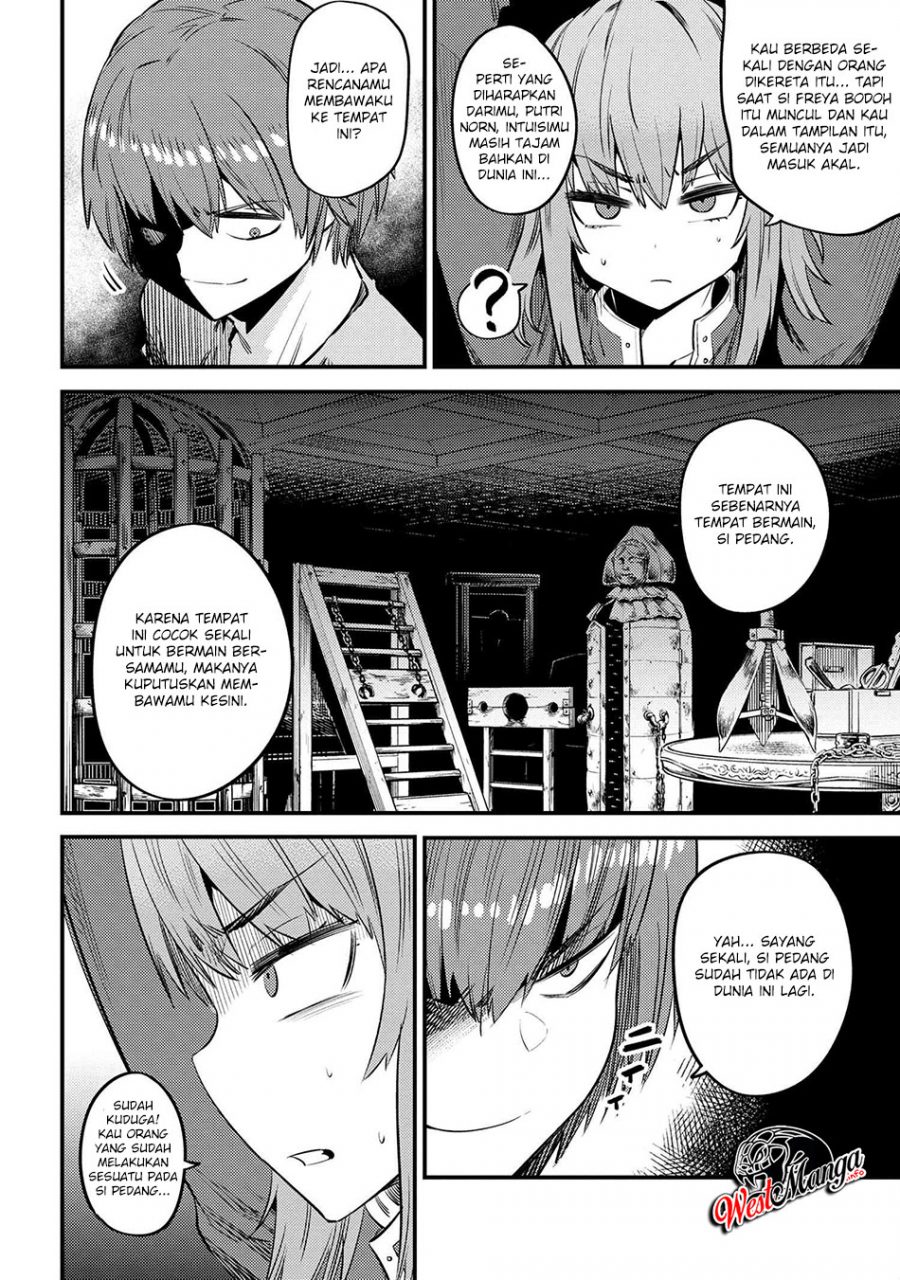 KAU BERBEDA SE-
KALI DENGAN ORANG
DIKERETA ITU... TAPI
SAAT SI FREYA BODOH
ITU MUNCUL DAN KAU
DALAM TAMPILAN ITU,
SEMUANYA JADI
MASUK AKAL.
SE-
PERTI YANG
DIHARAPKAN
DARIMU, PUTRI
NORN, INTUISIMU
MASIH TAJAM
BAHKAN DI
DUNIA INI...
?
JADI... APA
RENCANAMU
MEMBAWAKU
KE TEMPAT
INI?
TEMPAT INI
SEBENARNYA
TEMPAT BERMAIN,
SI PEDANG.
KARENA TEMPAT
INI COCOK SEKALI
UNTUK BERMAIN BER-
SAMAMU, MAKANYA
KUPUTUSKAN MEM-
BAWAMU KESINI.
YAH... SAYANG
SEKALI, SI PEDANG
SUDAH TIDAK ADA DI
DUNIA INI LAGI.
ニヤ
SUDAH
KUDUGA!
KAU ORANG
YANG SUDAH
MELAKUKAN
SESUATU PADA
SI PEDANG...
WestManga
.info